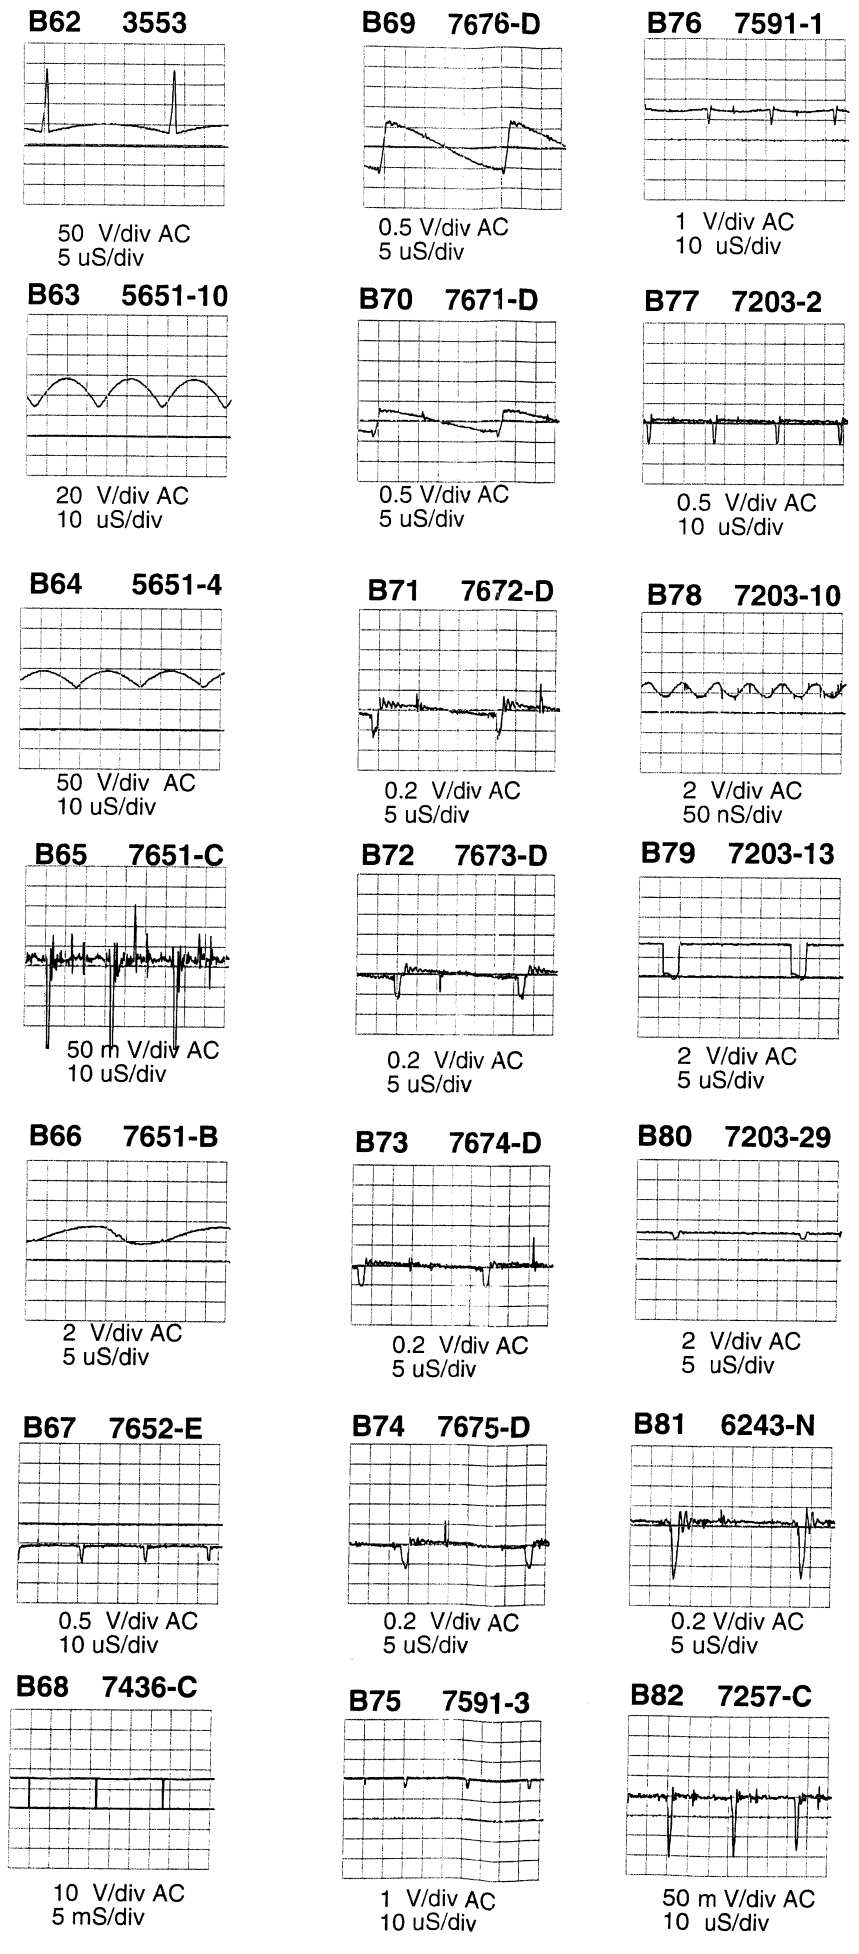 B62 3553
50 V/div AC
5 uS/div
B63 5651-10
20 V/div AC
10 uS/div
B64 5651-4
50 V/div AC
10 uS/div
B65 7651-C
50 m V/div AC
10 uS/div
B66 7651-B
2 V/div AC
5 uS/div
B67 7652-E
0.5 V/div AC
10 uS/div
B68 7436-C
10 V/div AC
5 mS/div
B69 7676-D
0.5 V/div AC
5 uS/div
B70 7671-D
0.5 V/div AC
5 uS/div
B71 7672-D
0.2 V/div AC
5 uS/div
B72 7673-D
0.2 V/div AC
5 uS/div
B73 7674-D
0.2 V/div AC
5 uS/div
B74 7675-D
0.2 V/div AC
5 uS/div
B75 7591-3
1 V/div AC
10 uS/div
B76 7591-1
1 V/div AC
10 uS/div
B77 7203-2
0.5 V/div AC
10 uS/div
B78 7203-10
2 V/div AC
50 nS/div
B79 7203-13
2 V/div AC
5 uS/div
B80 7203-29
2 V/div AC
5 uS/div
B81 6243-N
0.2 V/div AC
5 uS/div
B82 7257-C
50 m V/div AC
10 uS/div